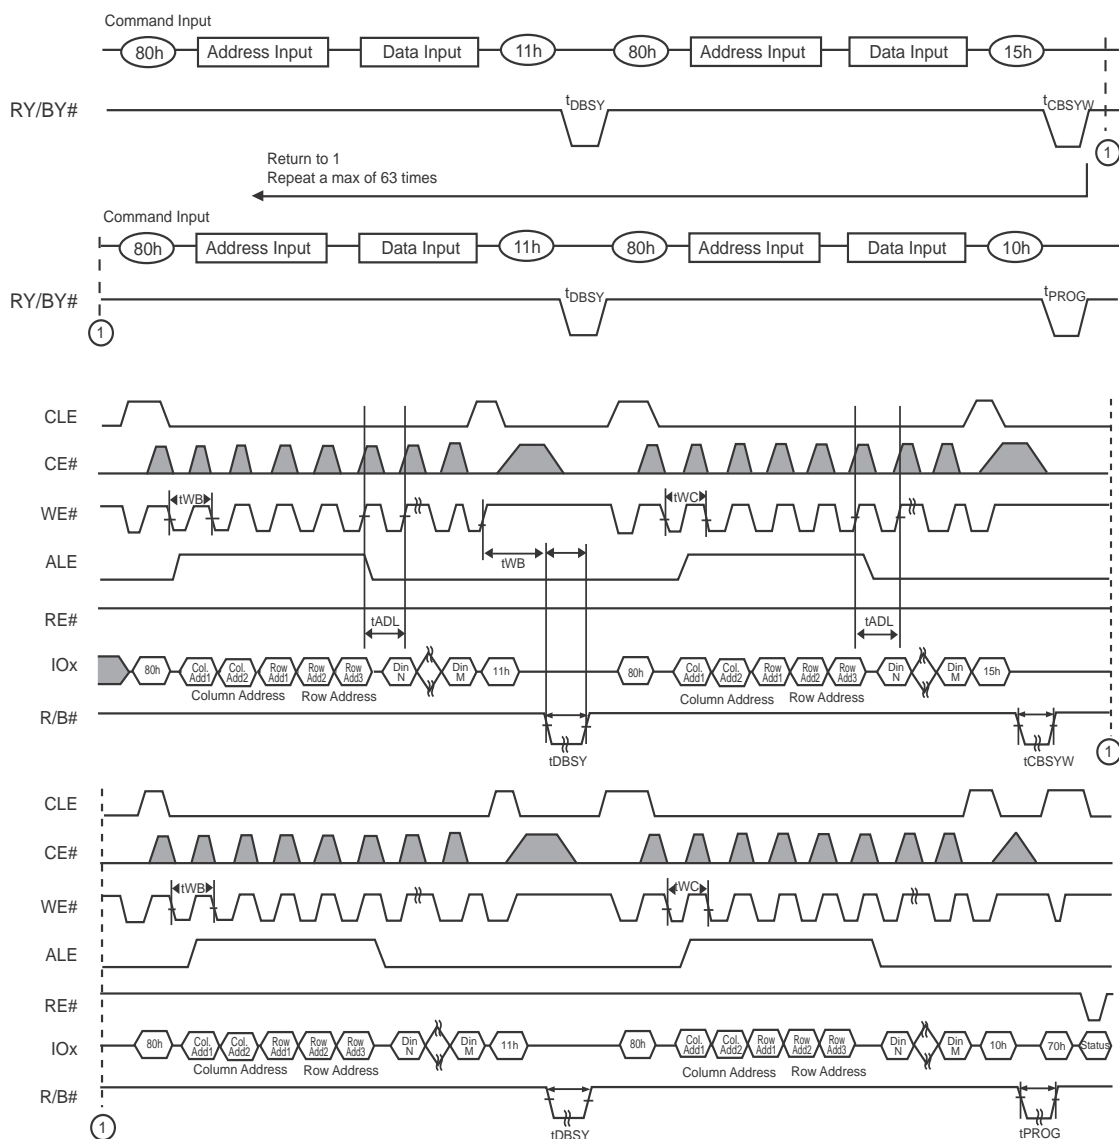 Command Input
80h Address Input Data Input 11h 80h Address Input Data Input 15h
RY/BY# tDBSY tCBSYW
1
Return to 1
Repeat a max of 63 times
Command Input
80h Address Input Data Input 11h 80h Address Input Data Input 10h
RY/BY# tDBSY tPROG
1
CLE
CE#
WE# tWB tWC
ALE tWB
RE#
tADL tADL
IOx 80h Col. Add1 Col. Add2 Row Add1 Row Add2 Row Add3 Din N Din M 11h 80h Col. Add1 Col. Add2 Row Add1 Row Add2 Row Add3 Din N Din M 15h
Column Address Row Address Column Address Row Address
R/B#
tDBSY tCBSYW
1
CLE
CE#
WE# tWB tWC
ALE
RE#
IOx 80h Col. Add1 Col. Add2 Row Add1 Row Add2 Row Add3 Din N Din M 11h 80h Col. Add1 Col. Add2 Row Add1 Row Add2 Row Add3 Din N Din M 10h 70h Status
Column Address Row Address Column Address Row Address
R/B#
1
tDBSY tPROG